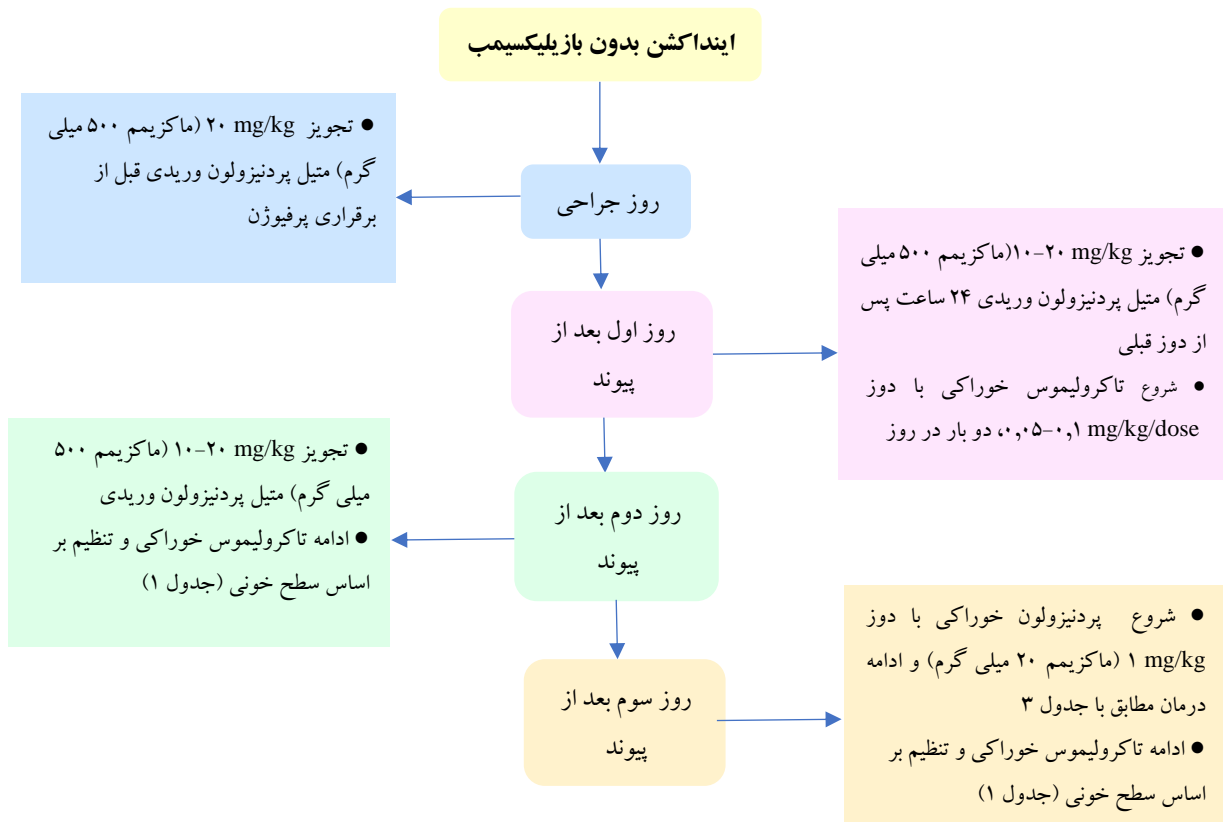 اینداکشن بدون بازیلیکسیمب
● تجویز ۲۰ mg/kg (ماکزیمم ۵۰۰ میلی
گرم) متیل پردنیزولون وریدی قبل از
برقراری پرفیوژن
روز جراحی
● تجویز ۱۰-۲۰ mg/kg(ماکزیمم ۵۰۰ میلی
گرم) متیل پردنیزولون وریدی ۲۴ ساعت پس
از دوز قبلی
● شروع تاکرولیموس خوراکی با دوز
۰,۰۵-۰,۱ mg/kg/dose، دو بار در روز
روز اول بعد از
پیوند
● تجویز ۱۰-۲۰ mg/kg (ماکزیمم ۵۰۰
میلی گرم) متیل پردنیزولون وریدی
● ادامه تاکرولیموس خوراکی و تنظیم بر
اساس سطح خونی (جدول ۱)
روز دوم بعد از
پیوند
● شروع پردنیزولون خوراکی با دوز
۱ mg/kg (ماکزیمم ۲۰ میلی گرم) و ادامه
درمان مطابق با جدول ۳
● ادامه تاکرولیموس خوراکی و تنظیم بر
اساس سطح خونی (جدول ۱)
روز سوم بعد از
پیوند